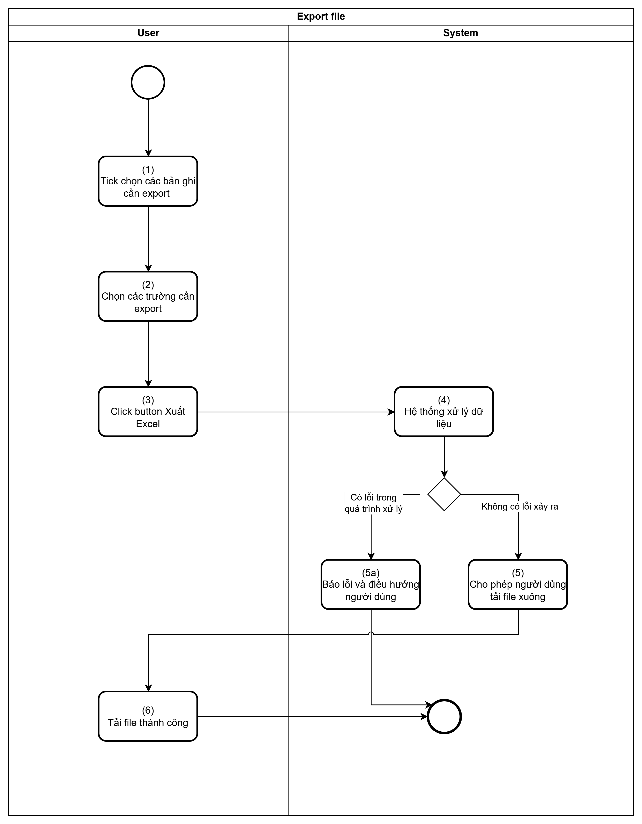 Export file
User
System
(1)
Tick chọn các bản ghi
cần export
(2)
Chọn các trường cần
export
(3)
Click button Xuất
Excel
(4)
Hệ thống xử lý dữ
liệu
Có lỗi trong
quá trình xử lý
Không có lỗi xảy ra
(5a)
Báo lỗi và điều hướng
người dùng
(5)
Cho phép người dùng
tải file xuống
(6)
Tải file thành công